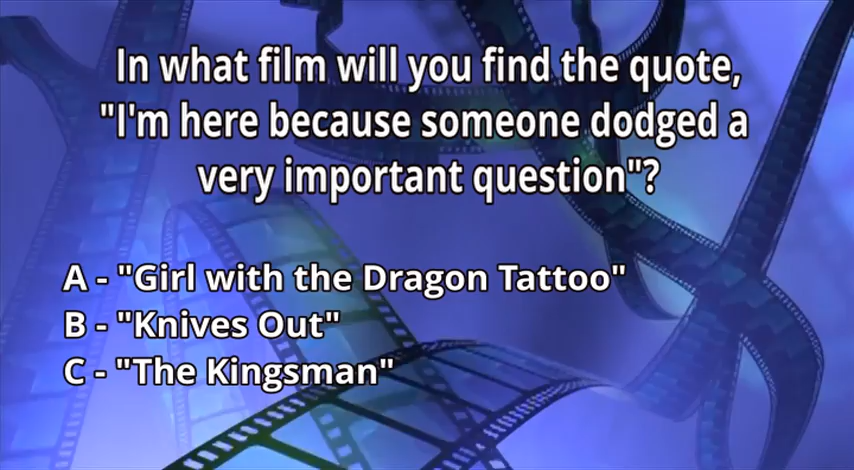 In what film will you find the quote,
"I'm here because someone dodged a
very important question"?
A - "Girl with the Dragon Tattoo"
B - "Knives Out"
C - "The Kingsman"